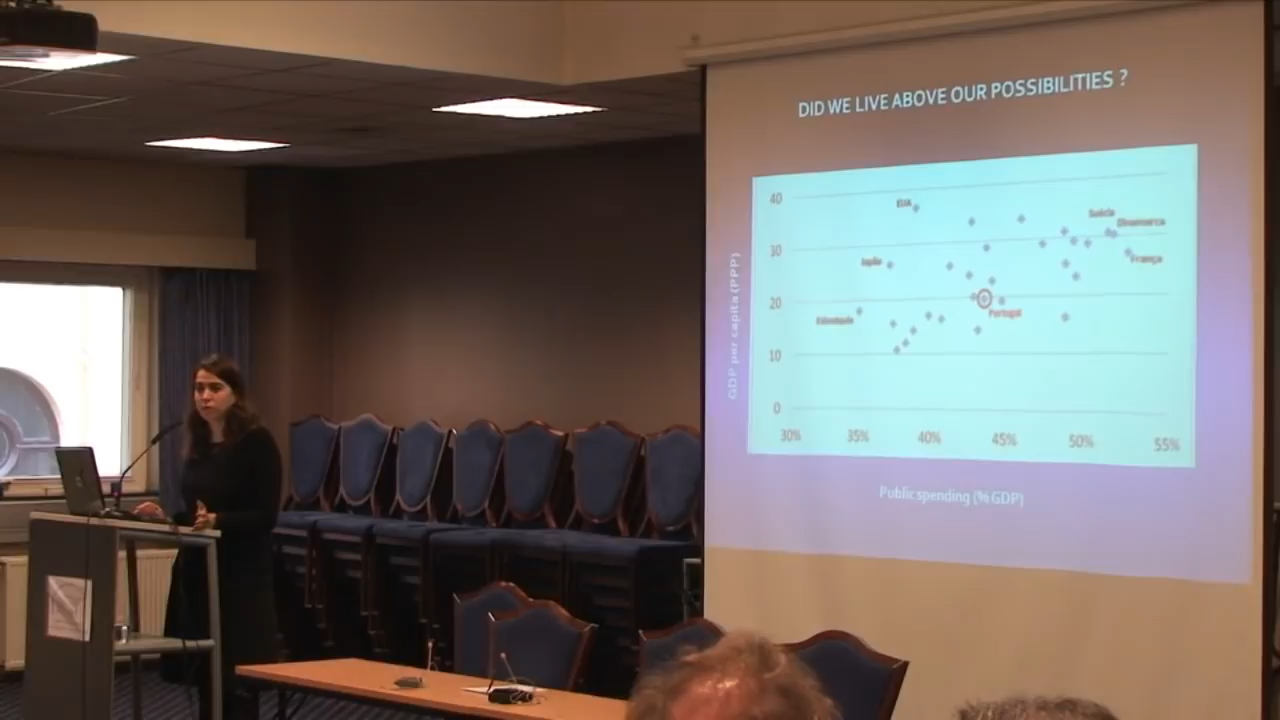 DID WE LIVE ABOVE OUR POSSIBILITIES ?
40
EUA
Suécia
Dinamarca
30
Japão
França
20
Portugal
10
0
30% 35% 40% 45% 50% 55%
GDP per capita (PPP)
Public spending (% GDP)